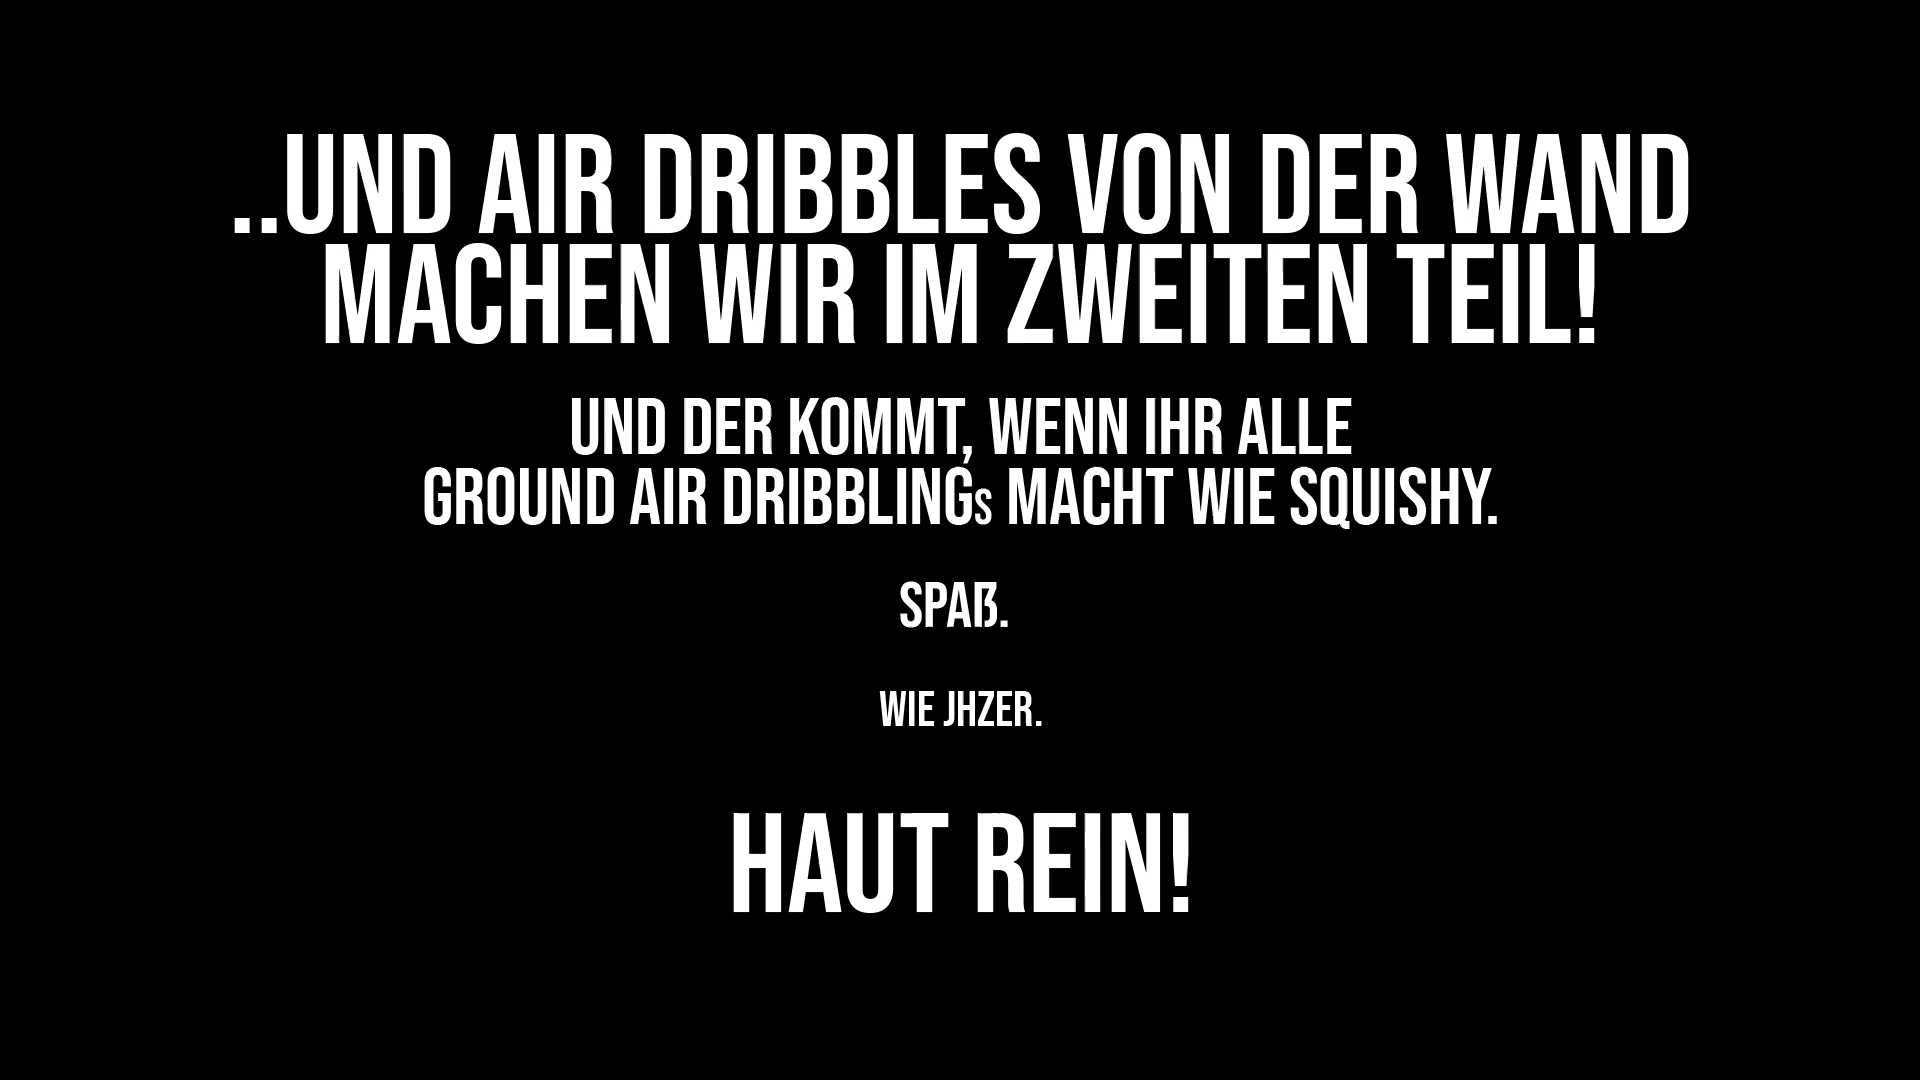 ..UND AIR DRIBBLES VON DER WAND
MACHEN WIR IM ZWEITEN TEIL!
UND DER KOMMT, WENN IHR ALLE
GROUND AIR DRIBBLINGs MACHT WIE SQUISHY.
SPAß.
WIE JHZER.
HAUT REIN!